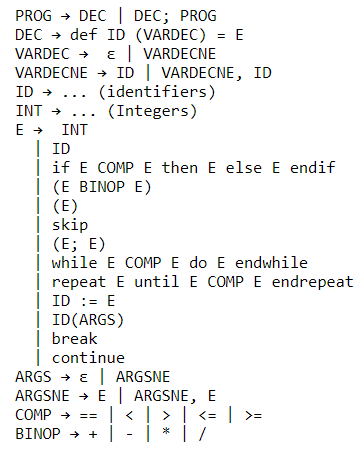 PROG → DEC | DEC; PROG
DEC → def ID (VARDEC) = E
VARDEC → ε | VARDECNE
VARDECNE → ID | VARDECNE, ID
ID → ... (identifiers)
INT → ... (Integers)
E → INT
| ID
| if E COMP E then E else E endif
| (E BINOP E)
| (E)
| skip
| (E; E)
| while E COMP E do E endwhile
| repeat E until E COMP E endrepeat
| ID := E
| ID(ARGS)
| break
| continue
ARGS → ε | ARGSNE
ARGSNE → E | ARGSNE, E
COMP → == | < | > | <= | >=
BINOP → + | - | * | /